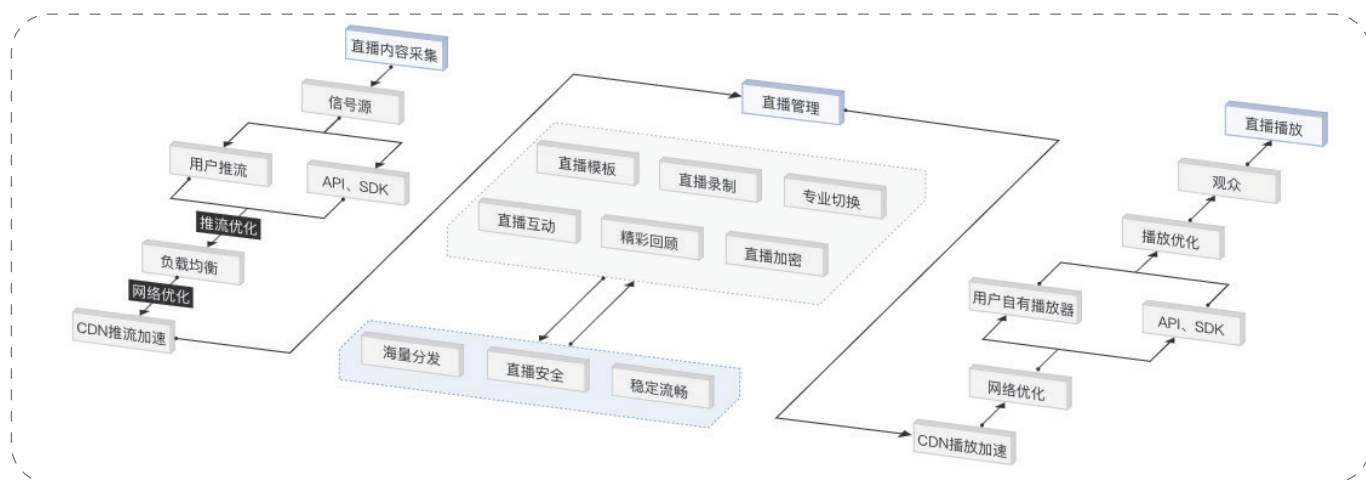 直播内容采集
信号源
用户推流
API、SDK
推流优化
负载均衡
网络优化
CDN推流加速
直播管理
直播模板
直播录制
专业切换
直播互动
精彩回顾
直播加密
海量分发
直播安全
稳定流畅
直播播放
观众
播放优化
用户自有播放器
API、SDK
网络优化
CDN播放加速